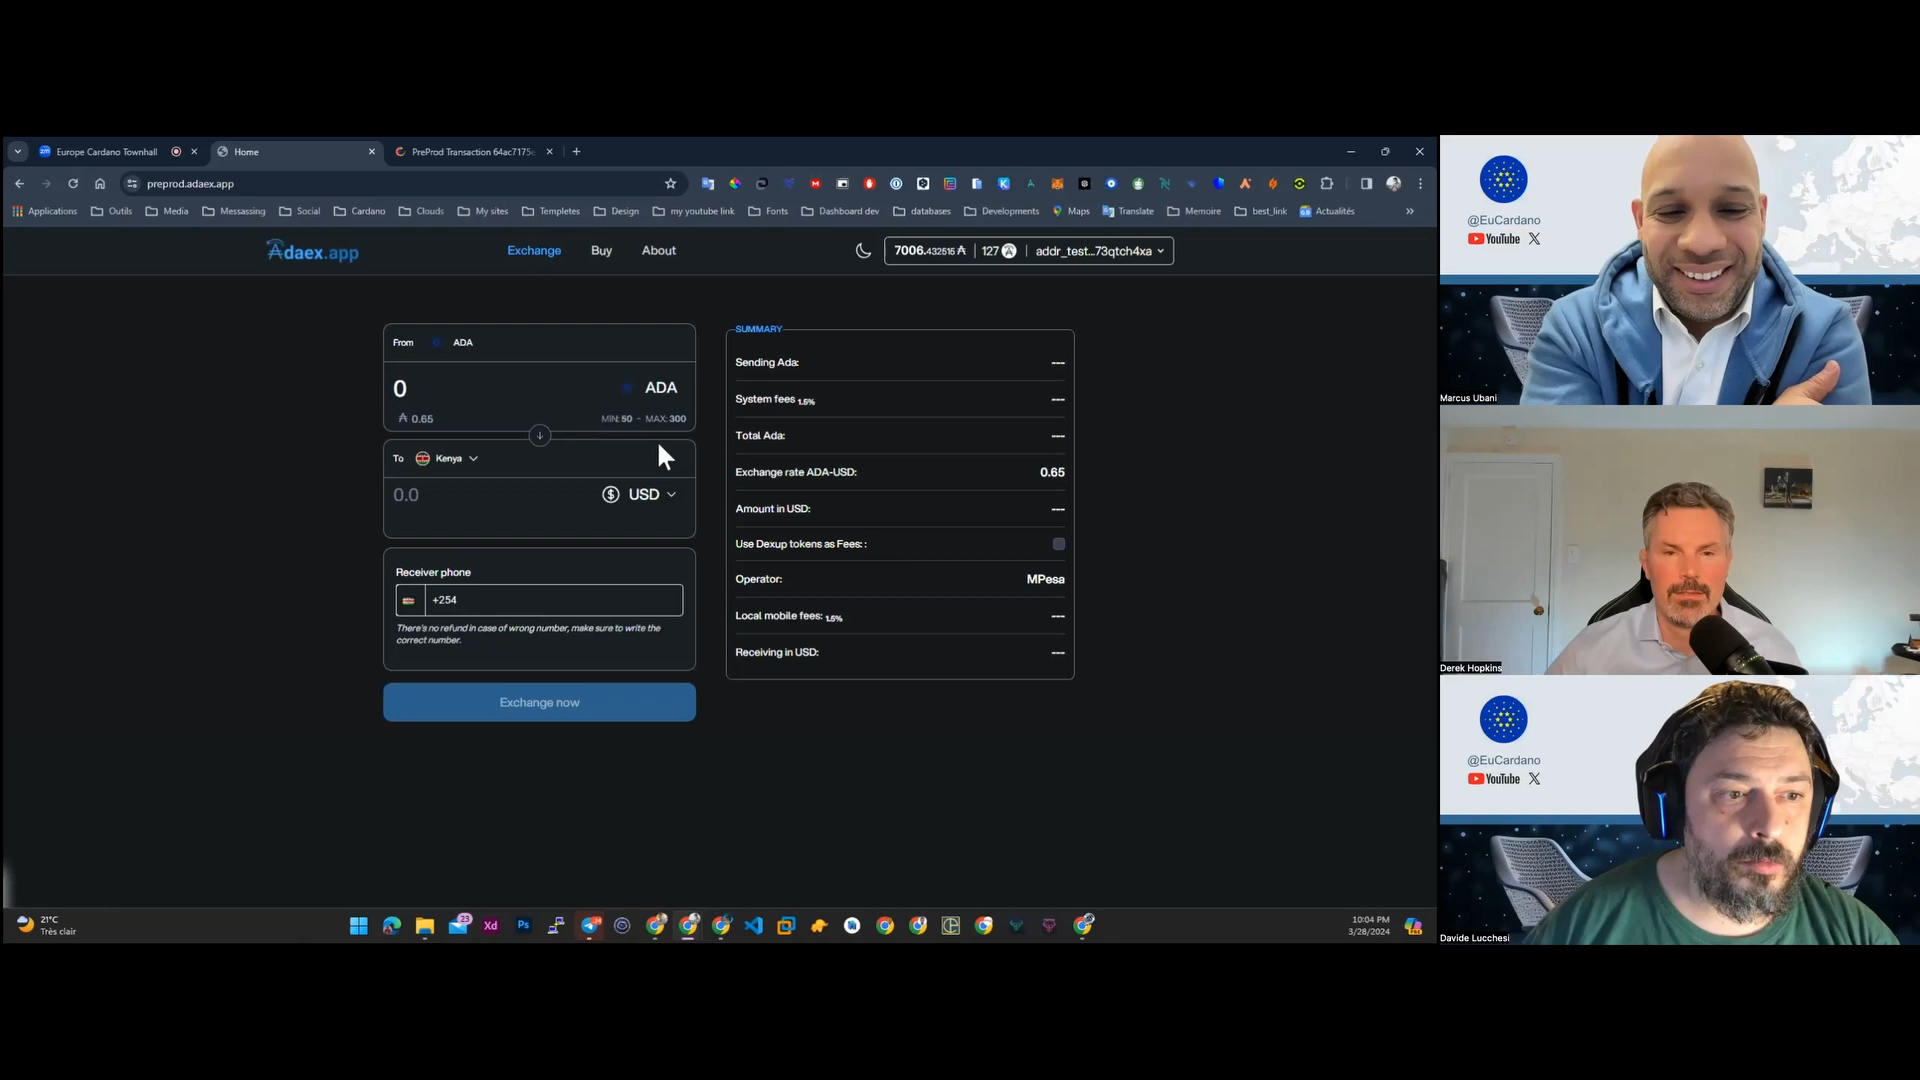 Europe Cardano Townhall
Home
PreProd Transaction 64ac7175
preprod.adaex.app
Applications
Outils
Media
Messassing
Social
Cardano
Clouds
My sites
Templetes
Design
my youtube link
Fonts
Dashboard dev
databases
Developments
Maps
Translate
Memoire
best_link
Actualités
Adaex.app
Exchange
Buy
About
7006.432515 ₳
127
addr_test...73qtch4xa
From ADA
0
ADA
₳ 0.65
MIN: 50 - MAX: 300
To Kenya
0.0
USD
Receiver phone
+254
There's no refund in case of wrong number, make sure to write the
correct number.
Exchange now
SUMMARY
Sending Ada: ---
System fees 1.5% ---
Total Ada: ---
Exchange rate ADA-USD: 0.65
Amount in USD: ---
Use Dexup tokens as Fees: :
Operator: MPesa
Local mobile fees: 1.5% ---
Receiving in USD: ---
21°C
Très clair
23
Xd
Ps
10:04 PM
3/28/2024
@EuCardano
YouTube X
Marcus Ubani
Derek Hopkins
@EuCardano
YouTube X
Davide Lucchesi